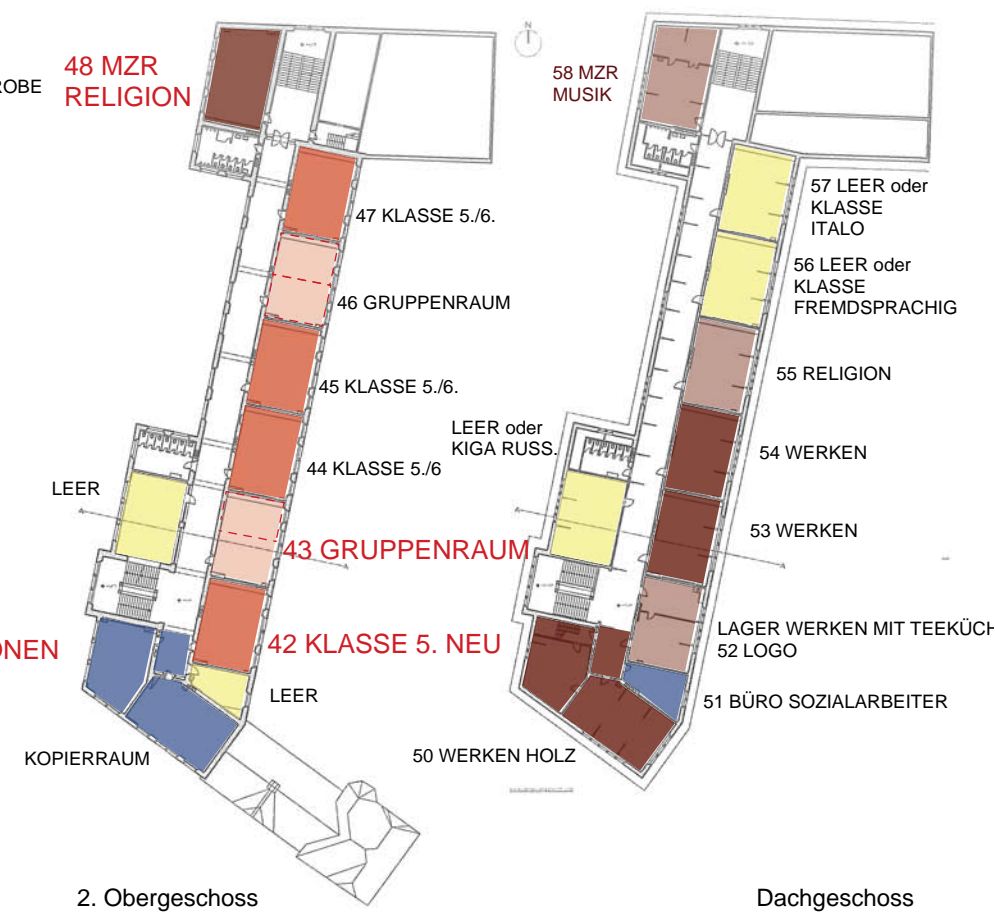 ROBE
48 MZR
RELIGION
47 KLASSE 5./6.
46 GRUPPENRAUM
45 KLASSE 5./6.
44 KLASSE 5./6
LEER
43 GRUPPENRAUM
ONEN
42 KLASSE 5. NEU
LEER
KOPIERRAUM
2. Obergeschoss
N
58 MZR
MUSIK
57 LEER oder
KLASSE
ITALO
56 LEER oder
KLASSE
FREMDSPRACHIG
55 RELIGION
LEER oder
KIGA RUSS.
54 WERKEN
53 WERKEN
LAGER WERKEN MIT TEEKÜCH
52 LOGO
51 BÜRO SOZIALARBEITER
50 WERKEN HOLZ
Dachgeschoss